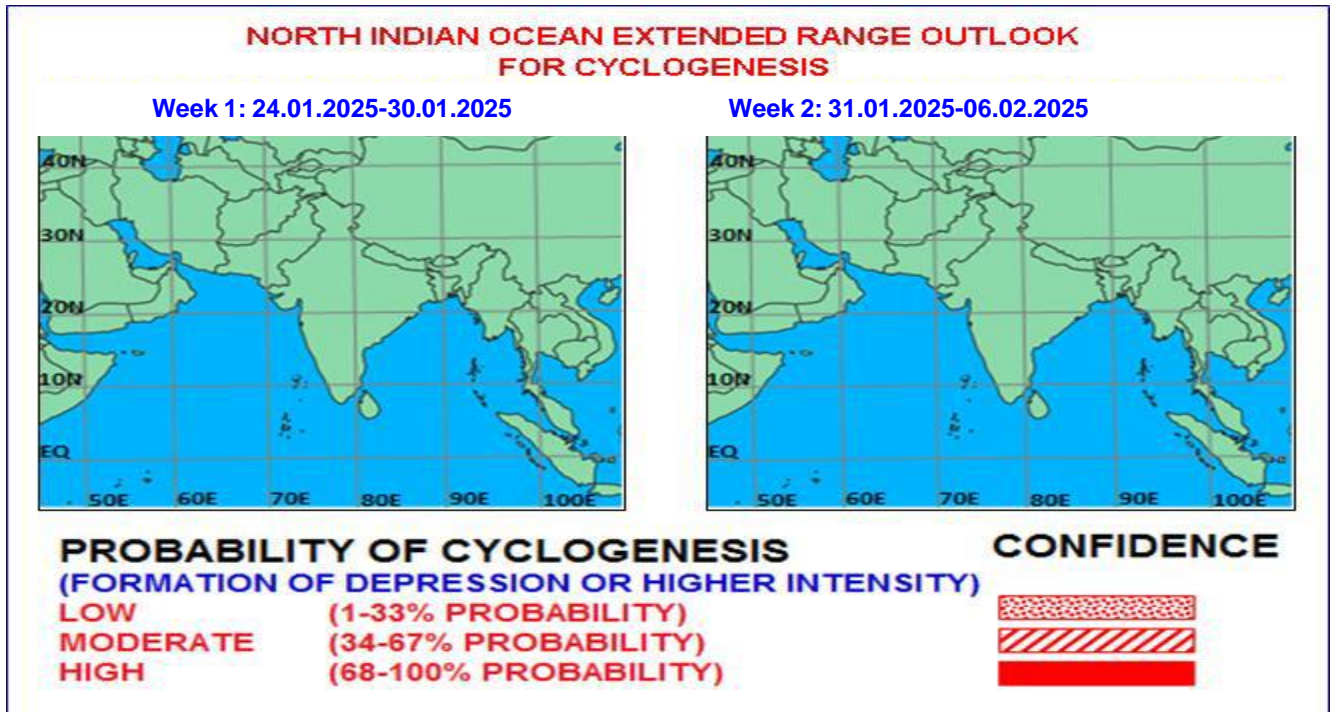 NORTH INDIAN OCEAN EXTENDED RANGE OUTLOOK
FOR CYCLOGENESIS
Week 1: 24.01.2025-30.01.2025
Week 2: 31.01.2025-06.02.2025
40N
30N
20N
10N
EQ
50E 60E 70E 80E 90E 100E
40N
30N
20N
10N
EQ
50E 60E 70E 80E 90E 100E
PROBABILITY OF CYCLOGENESIS CONFIDENCE
(FORMATION OF DEPRESSION OR HIGHER INTENSITY)
LOW (1-33% PROBABILITY)
MODERATE (34-67% PROBABILITY)
HIGH (68-100% PROBABILITY)